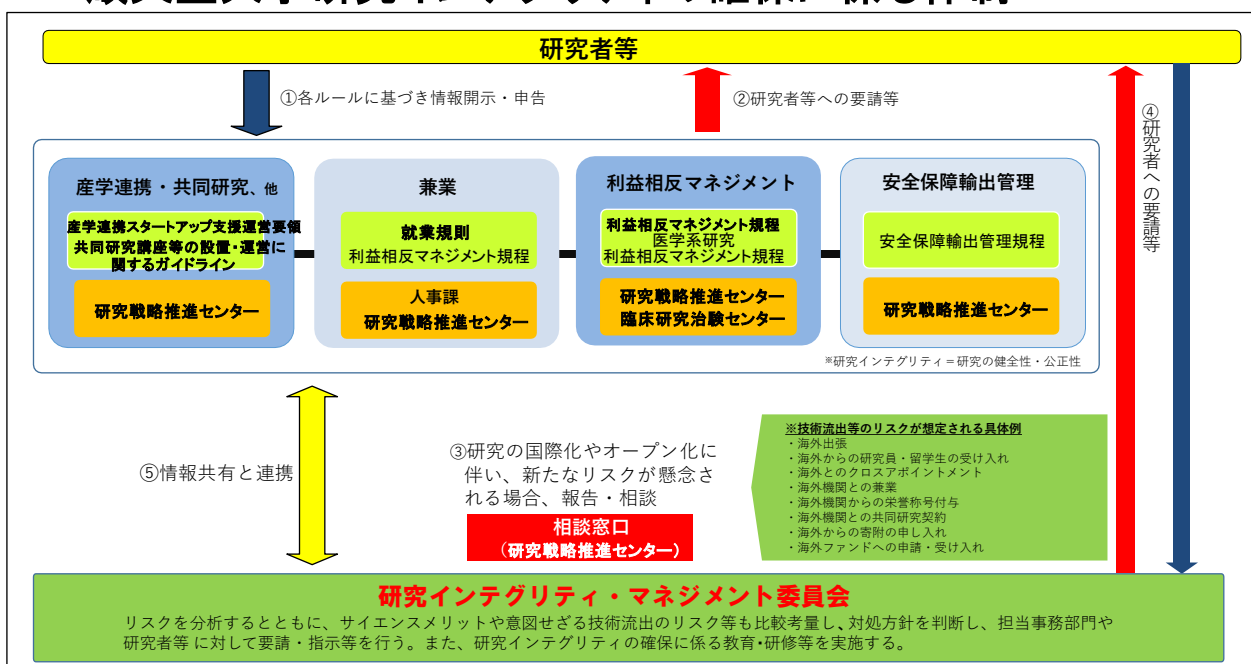 研究者等
①各ルールに基づき情報開示・申告
②研究者等への要請等
④研究者への要請等
産学連携・共同研究、他
産学連携スタートアップ支援運営要領
共同研究講座等の設置・運営に
関するガイドライン
研究戦略推進センター
兼業
就業規則
利益相反マネジメント規程
人事課
研究戦略推進センター
利益相反マネジメント
利益相反マネジメント規程
医学系研究
利益相反マネジメント規程
研究戦略推進センター
臨床研究治験センター
安全保障輸出管理
安全保障輸出管理規程
研究戦略推進センター
※研究インテグリティ＝研究の健全性・公正性
⑤情報共有と連携
③研究の国際化やオープン化に
伴い、新たなリスクが懸念さ
れる場合、報告・相談
相談窓口
（研究戦略推進センター）
※技術流出等のリスクが想定される具体例
・海外出張
・海外からの研究員・留学生の受け入れ
・海外とのクロスアポイントメント
・海外機関との兼業
・海外機関からの栄誉称号付与
・海外機関との共同研究契約
・海外からの寄附の申し入れ
・海外ファンドへの申請・受け入れ
研究インテグリティ・マネジメント委員会
リスクを分析するとともに、サイエンスメリットや意図せざる技術流出のリスク等も比較考量し、対処方針を判断し、担当事務部門や
研究者等 に対して要請・指示等を行う。また、研究インテグリティの確保に係る教育・研修等を実施する。